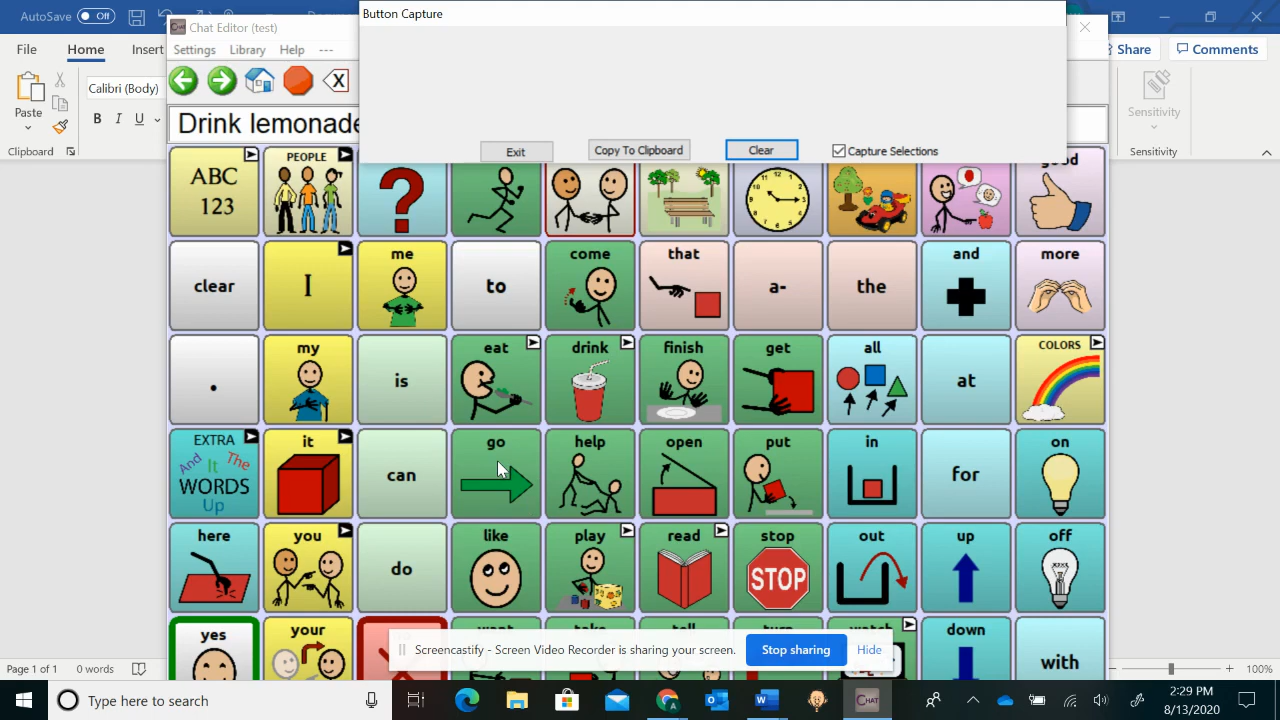 AutoSave Off
Button Capture
Chat Editor (test)
File Home Insert
Settings Library Help ---
Share Comments
Calibri (Body)
Paste
B I U
Sensitivity
Clipboard
Sensitivity
Drink lemonade
Exit Copy To Clipboard Clear Capture Selections
ABC
123
PEOPLE
?
good
clear I me to come that a- the and more
. my is eat drink finish get all at COLORS
EXTRA
And It The
WORDS
Up
it can go help open put in for on
here you do like play read stop out up off
STOP
yes your down with
Screencastify - Screen Video Recorder is sharing your screen. Stop sharing Hide
Page 1 of 1 0 words
100%
Type here to search
CHAT
2:29 PM
8/13/2020